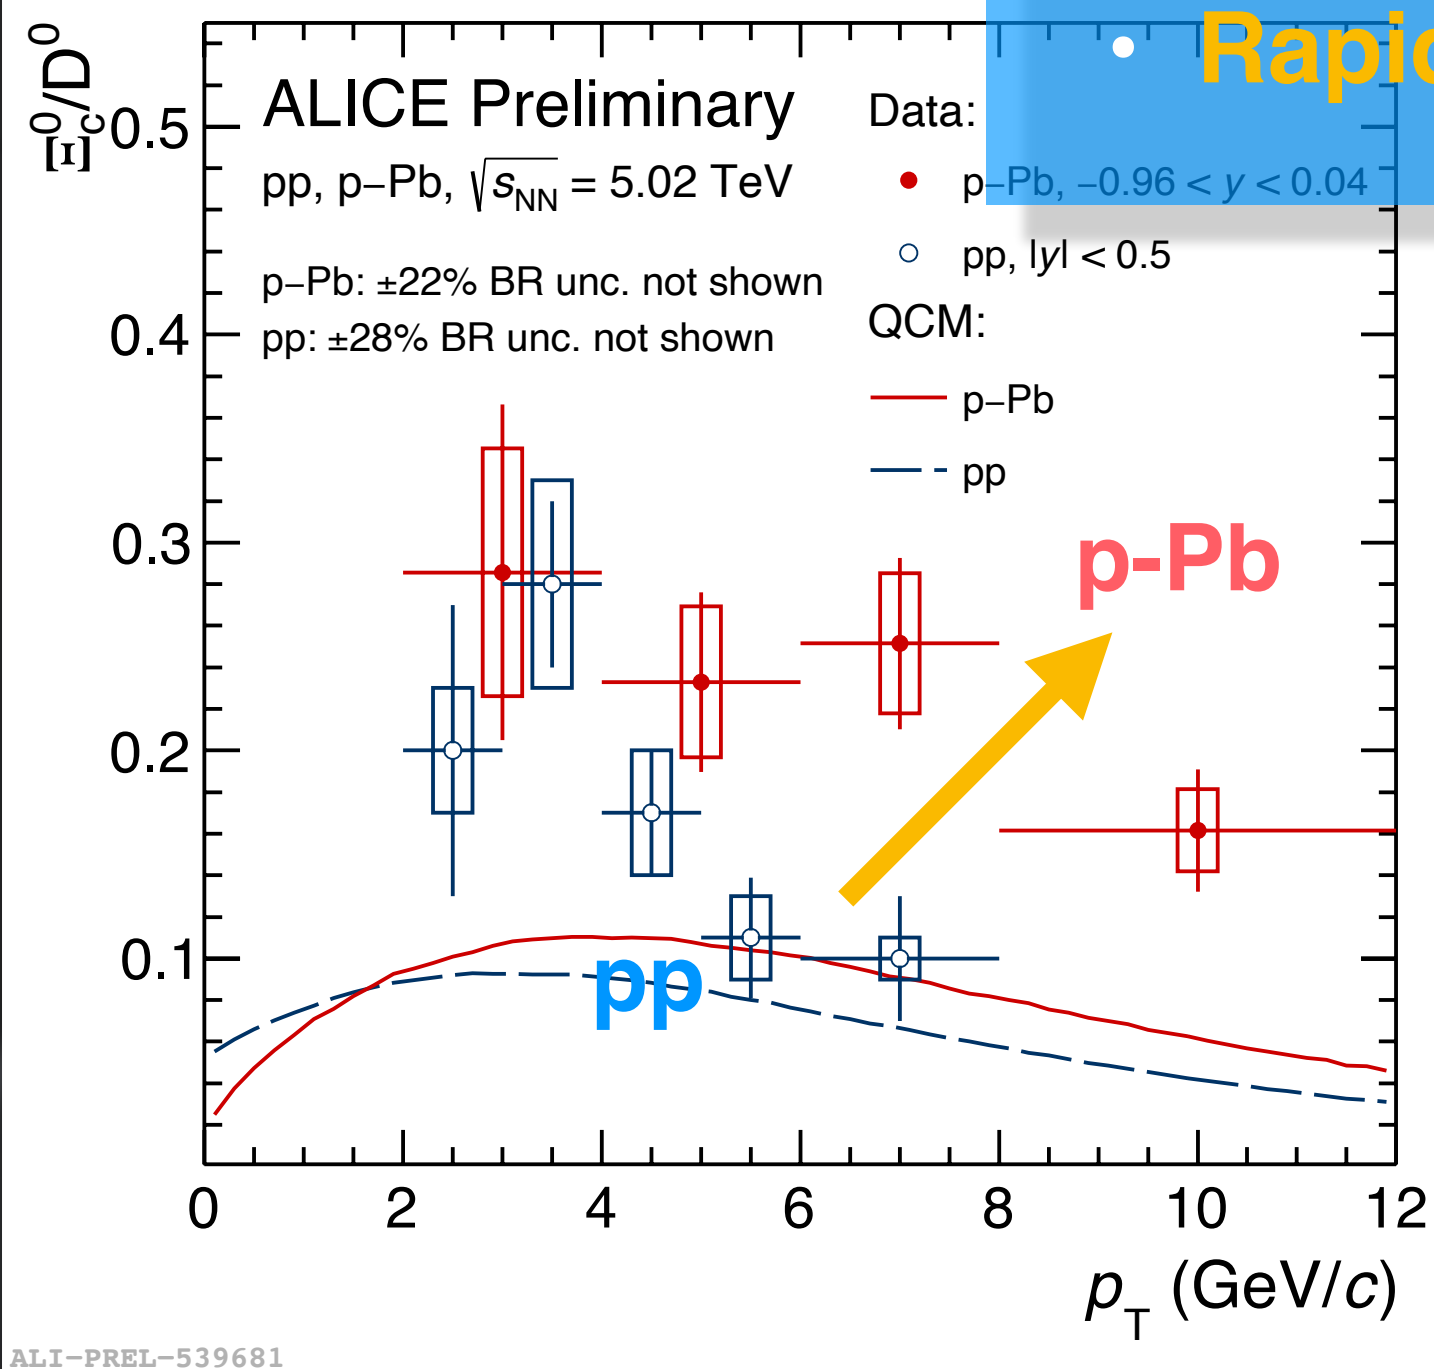 • Rapid
Ξ⁰c/D⁰
ALICE Preliminary
pp, p−Pb, √sNN = 5.02 TeV
p−Pb: ±22% BR unc. not shown
pp: ±28% BR unc. not shown
Data:
p−Pb, −0.96 < y < 0.04
pp, |y| < 0.5
QCM:
p−Pb
pp
0.5
0.4
0.3
0.2
0.1
p-Pb
pp
0 2 4 6 8 10 12
pT (GeV/c)
ALI−PREL−539681